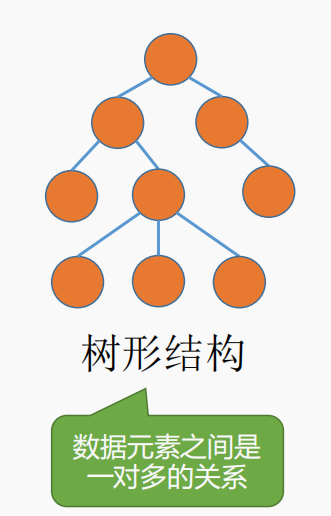 树形结构
数据元素之间是
一对多的关系